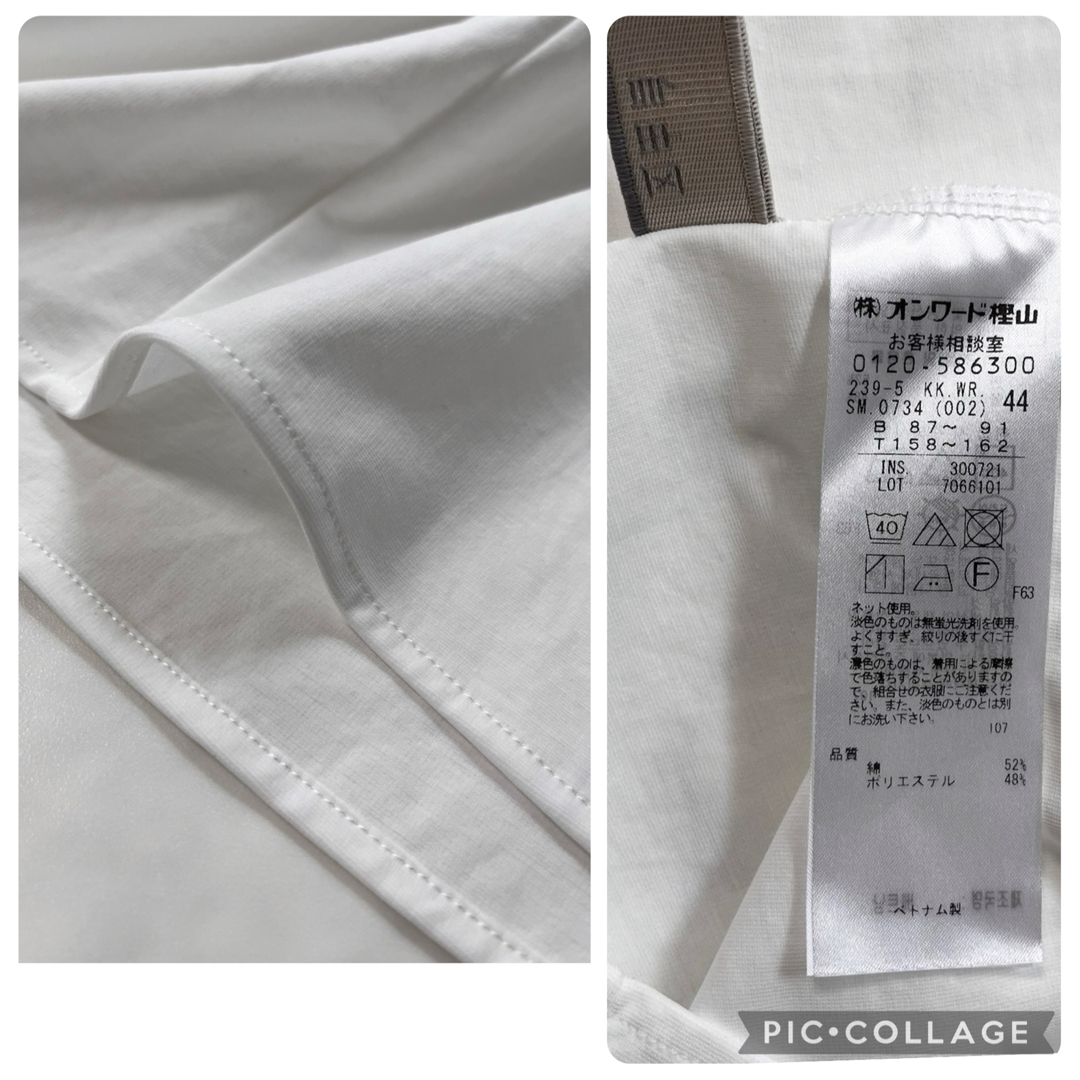 (株) オンワード樫山
お客様相談室
0120-586300
239-5 KK.WR.
SM.0734 (002) 44
B 87～ 91
T158～162
INS. 300721
LOT 7066101
40
F
F63
ネット使用。
淡色のものは無蛍光洗剤を使用。
よくすすぎ、絞りの後すぐに干
すこと。
濃色のものは、着用による摩擦
で色落ちすることがありますの
で、組合せの衣服にご注意くだ
さい。また、淡色のものとは別
にお洗い下さい。
107
品質
綿 52%
ポリエステル 48%
ベトナム製
PIC•COLLAGE